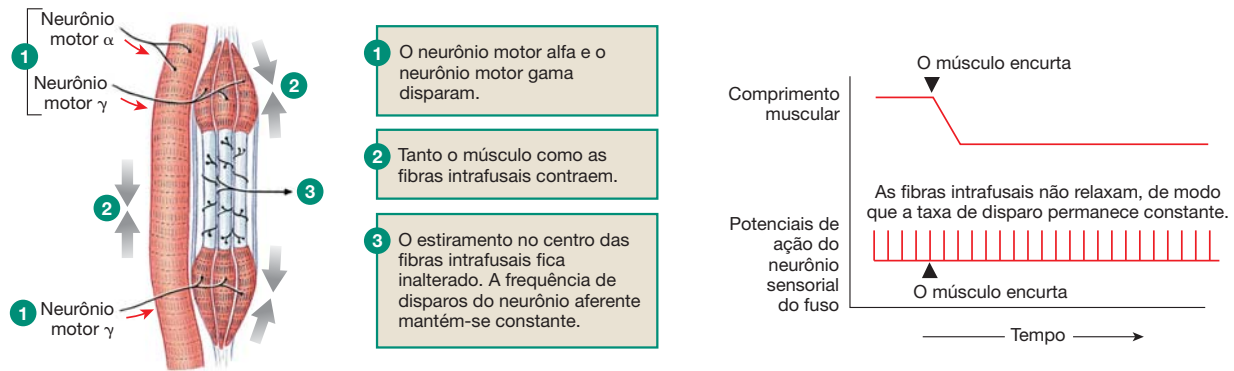 Neurônio
motor α
1
Neurônio
motor γ
2
3
2
1 Neurônio
motor γ
1 O neurônio motor alfa e o
neurônio motor gama
disparam.
2 Tanto o músculo como as
fibras intrafusais contraem.
3 O estiramento no centro das
fibras intrafusais fica
inalterado. A frequência de
disparos do neurônio aferente
mantém-se constante.
O músculo encurta
Comprimento
muscular
As fibras intrafusais não relaxam, de modo
que a taxa de disparo permanece constante.
Potenciais de
ação do
neurônio
sensorial
do fuso
O músculo encurta
Tempo